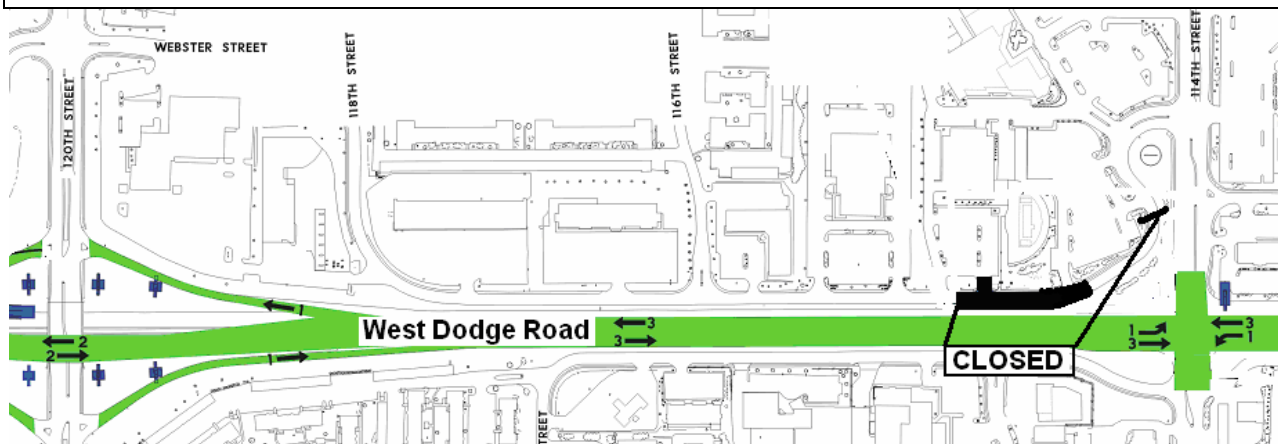 WEBSTER STREET
120TH STREET
118TH STREET
116TH STREET
114TH STREET
1
West Dodge Road
3
3
2
2
1
1
3
3
1
CLOSED
TREET